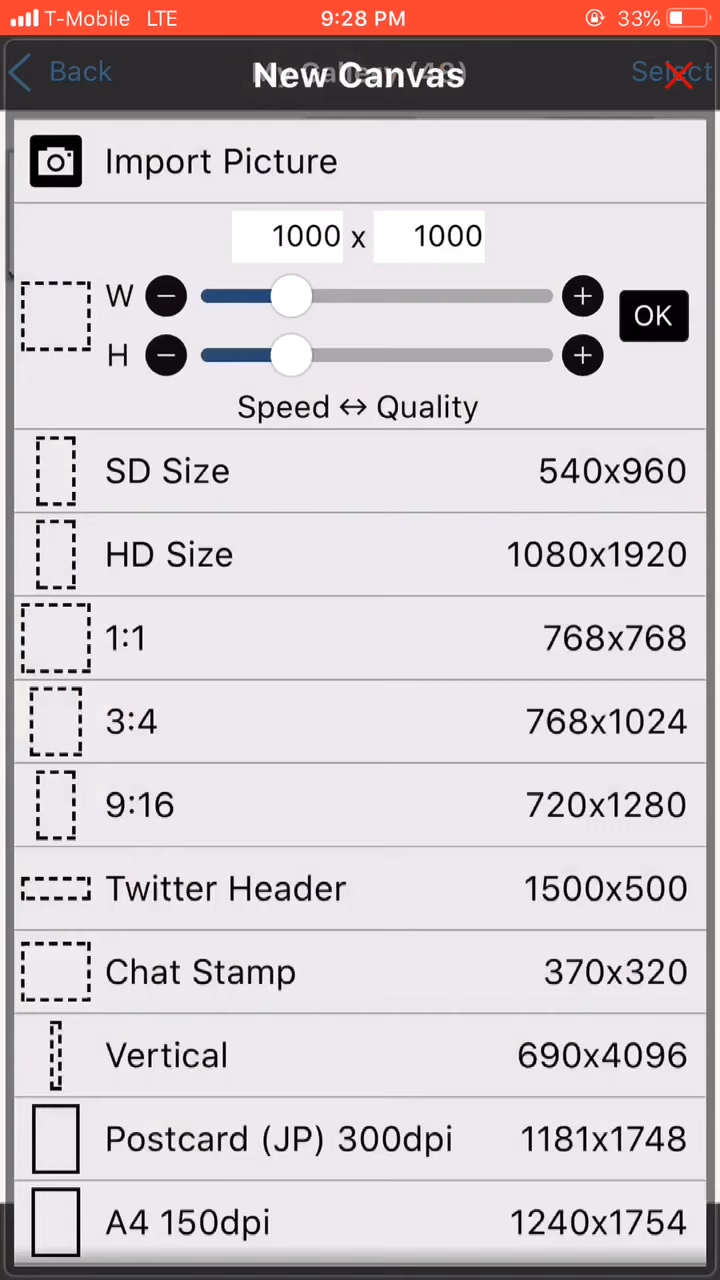 T-Mobile LTE 9:28 PM 33%
Back New Canvas Select
Import Picture
1000 x 1000
W
OK
H
Speed ↔ Quality
SD Size 540x960
HD Size 1080x1920
1:1 768x768
3:4 768x1024
9:16 720x1280
Twitter Header 1500x500
Chat Stamp 370x320
Vertical 690x4096
Postcard (JP) 300dpi 1181x1748
A4 150dpi 1240x1754